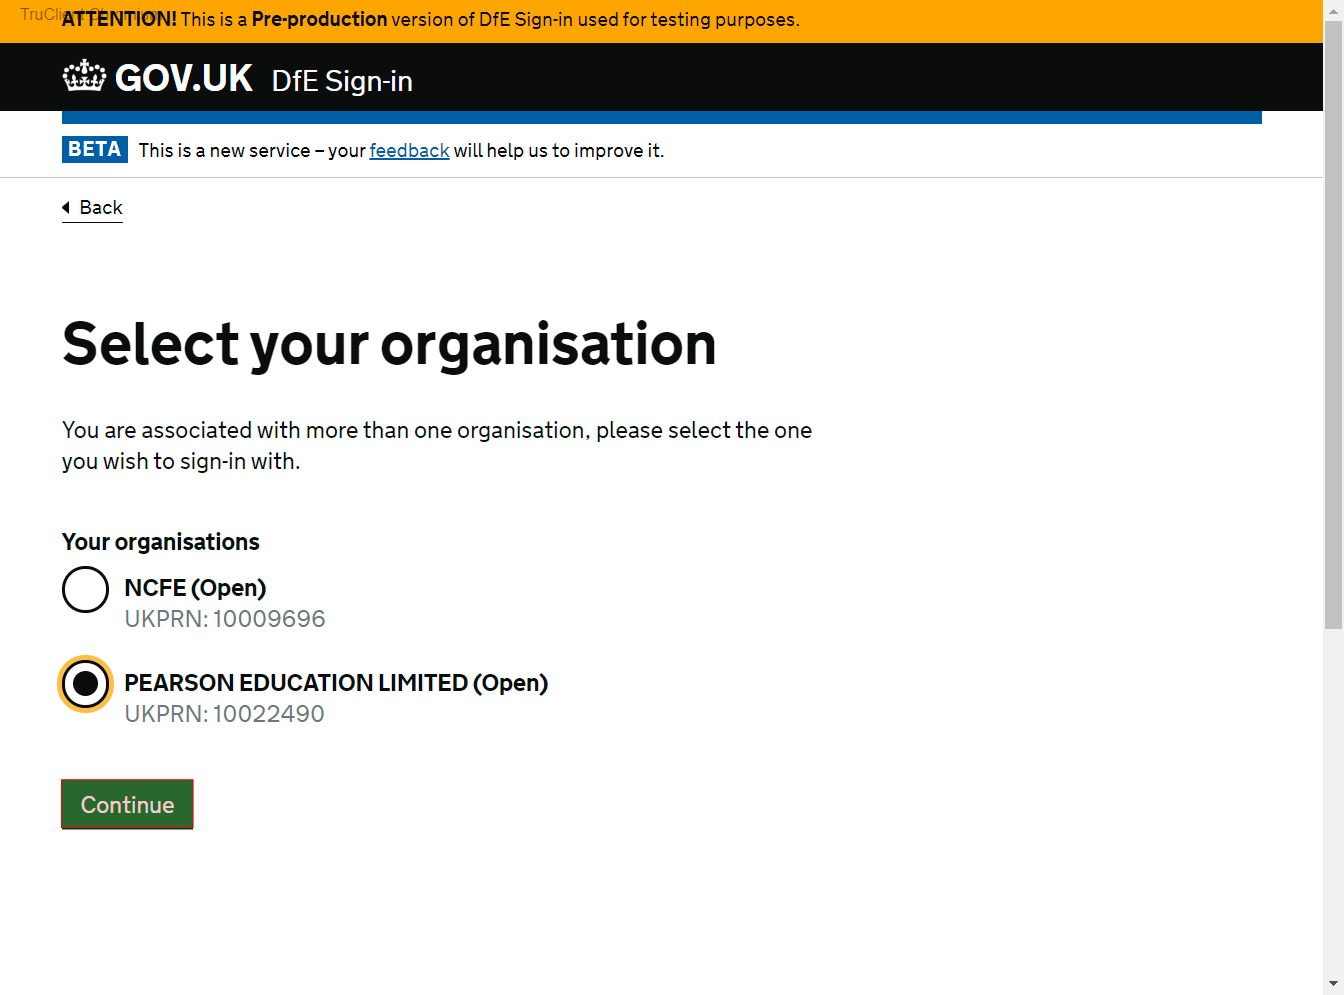 ATTENTION! This is a Pre-production version of DfE Sign-in used for testing purposes.
GOV.UK DfE Sign-in
BETA This is a new service – your feedback will help us to improve it.
Back
Select your organisation
You are associated with more than one organisation, please select the one
you wish to sign-in with.
Your organisations
NCFE (Open)
UKPRN: 10009696
PEARSON EDUCATION LIMITED (Open)
UKPRN: 10022490
Continue